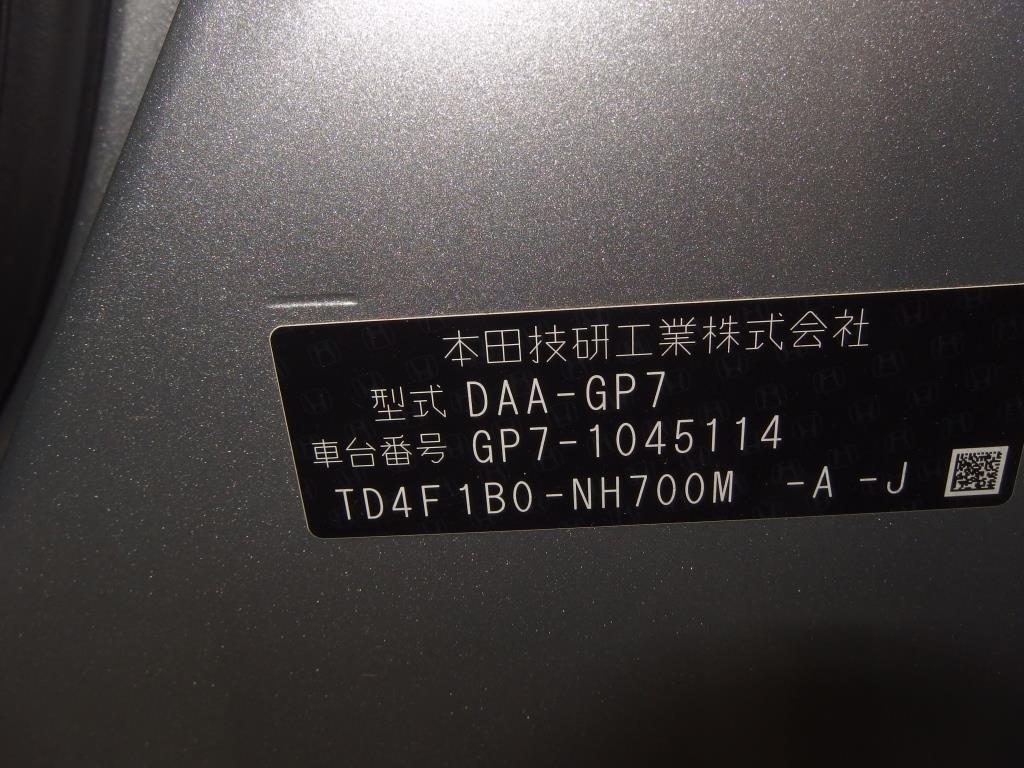 本田技研工業株式会社
型式 DAA-GP7
車台番号 GP7-1045114
TD4F1B0-NH700M -A -J